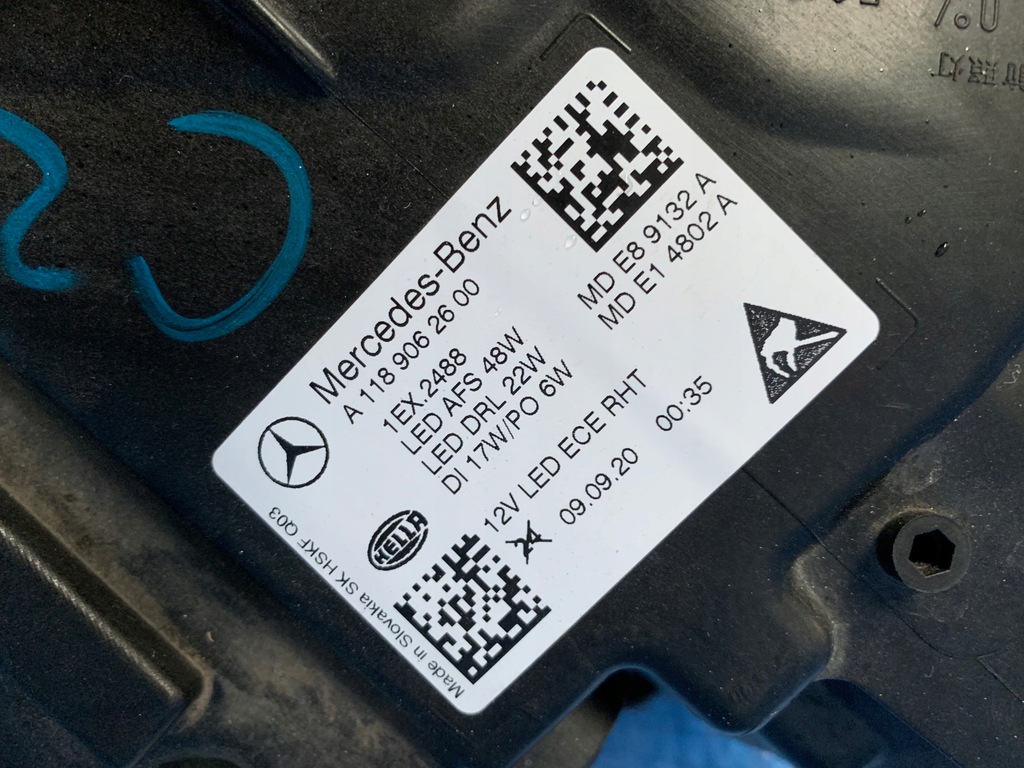 Mercedes-Benz
A 118 906 26 00
1EX.2488
LED AFS 48W
LED DRL 22W
DI 17W/PO 6W
MD E8 9132 A
MD E1 4802 A
HELLA
12V LED ECE RHT
24
09.09.20 00:35
Made in Slovakia SK HSKF Q03